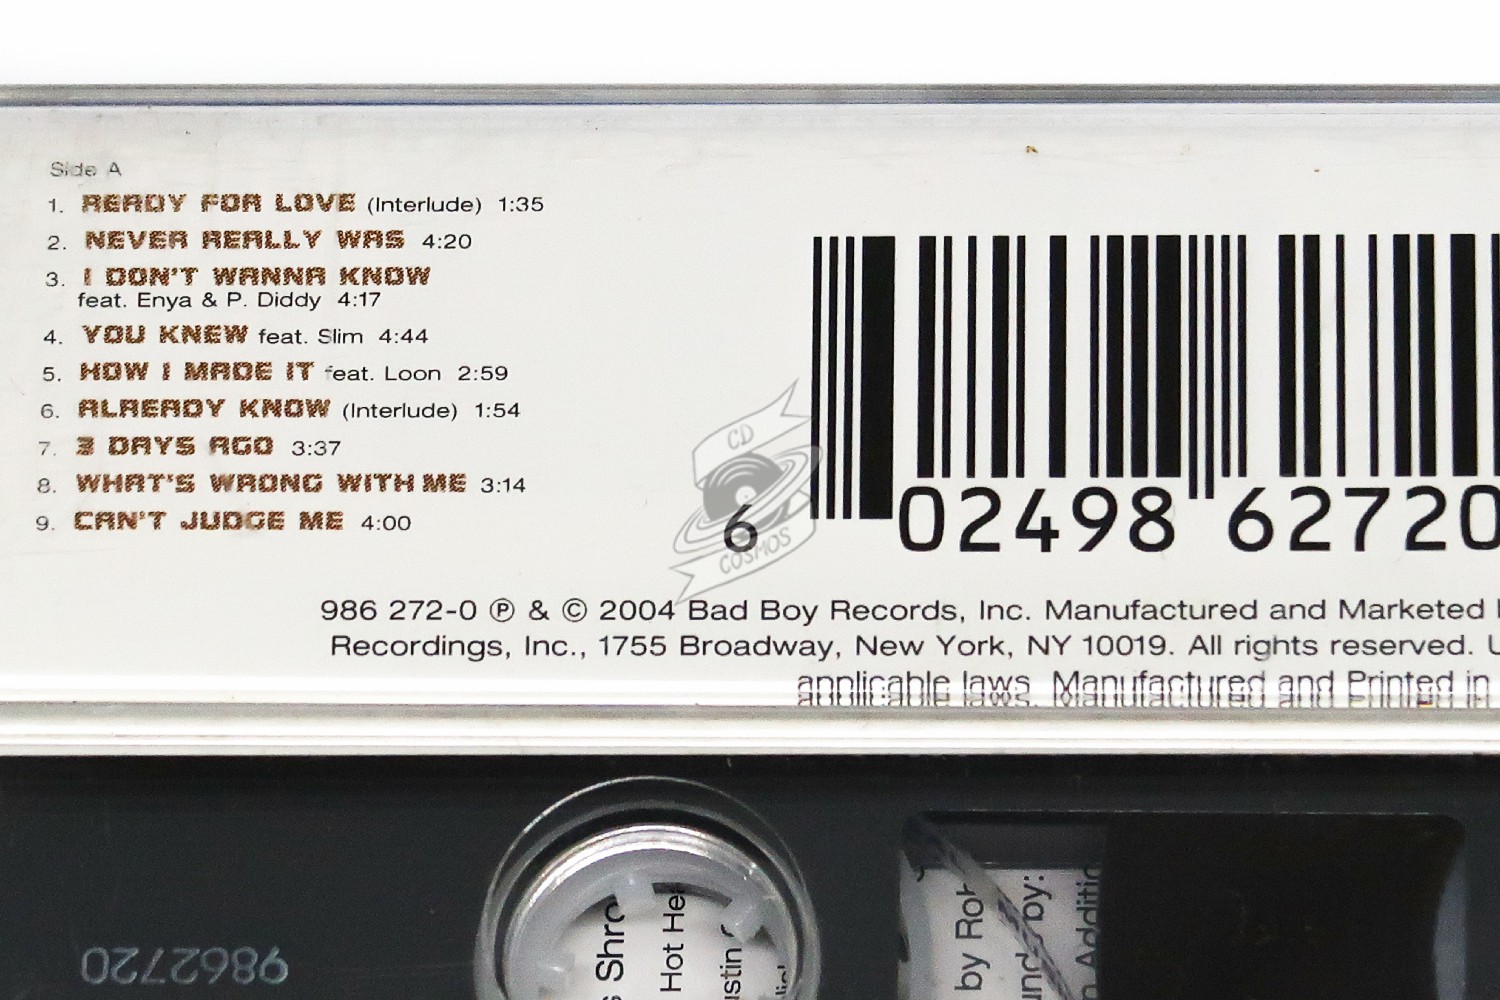 Side A
1. READY FOR LOVE (Interlude) 1:35
2. NEVER REALLY WAS 4:20
3. I DON'T WANNA KNOW
feat. Enya & P. Diddy 4:17
4. YOU KNEW feat. Slim 4:44
5. HOW I MADE IT feat. Loon 2:59
6. ALREADY KNOW (Interlude) 1:54
7. 3 DAYS AGO 3:37
8. WHAT'S WRONG WITH ME 3:14
9. CAN'T JUDGE ME 4:00
6 02498 62720
CD
COSMOS
986 272-0 ℗ & © 2004 Bad Boy Records, Inc. Manufactured and Marketed
Recordings, Inc., 1755 Broadway, New York, NY 10019. All rights reserved.
applicable laws. Manufactured and Printed in
9862720
Hot
by
by: